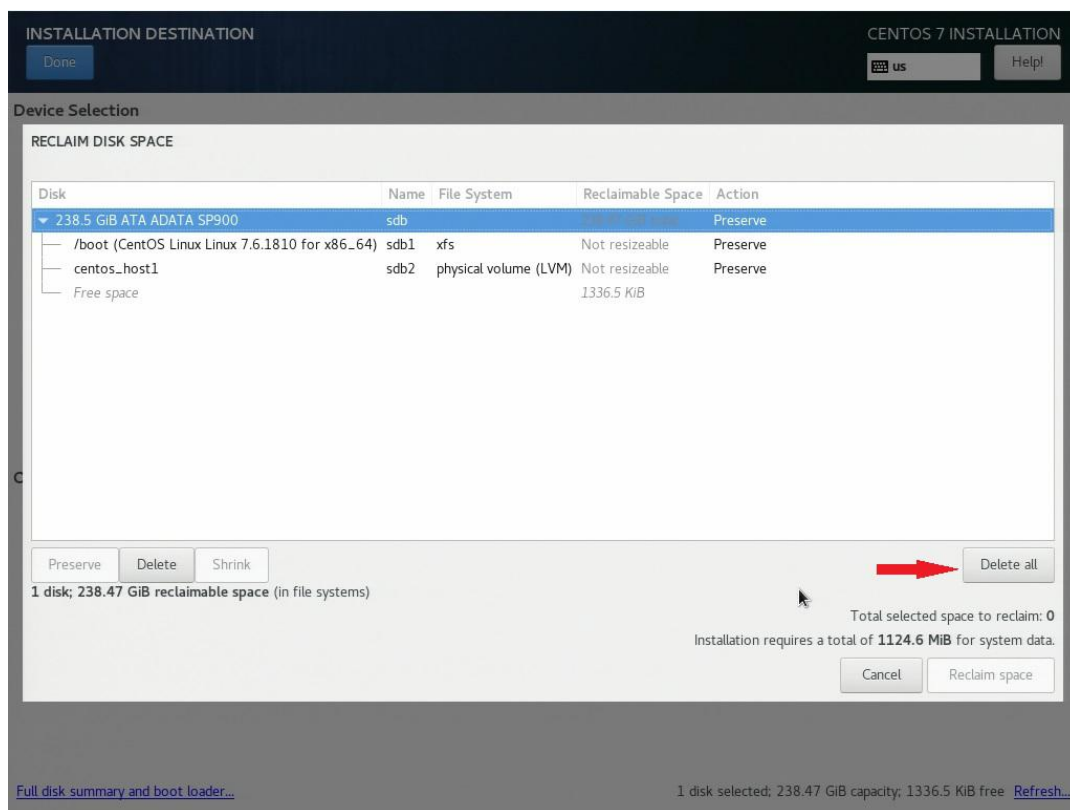 INSTALLATION DESTINATION
CENTOS 7 INSTALLATION
Done
us
Help!
Device Selection
RECLAIM DISK SPACE
Disk Name File System Reclaimable Space Action
238.5 GiB ATA ADATA SP900 sdb Preserve
/boot (CentOS Linux Linux 7.6.1810 for x86_64) sdb1 xfs Not resizeable Preserve
centos_host1 sdb2 physical volume (LVM) Not resizeable Preserve
Free space 1336.5 KiB
Preserve Delete Shrink Delete all
1 disk; 238.47 GiB reclaimable space (in file systems)
Total selected space to reclaim: 0
Installation requires a total of 1124.6 MiB for system data.
Cancel Reclaim space
Full disk summary and boot loader... 1 disk selected; 238.47 GiB capacity; 1336.5 KiB free Refresh...